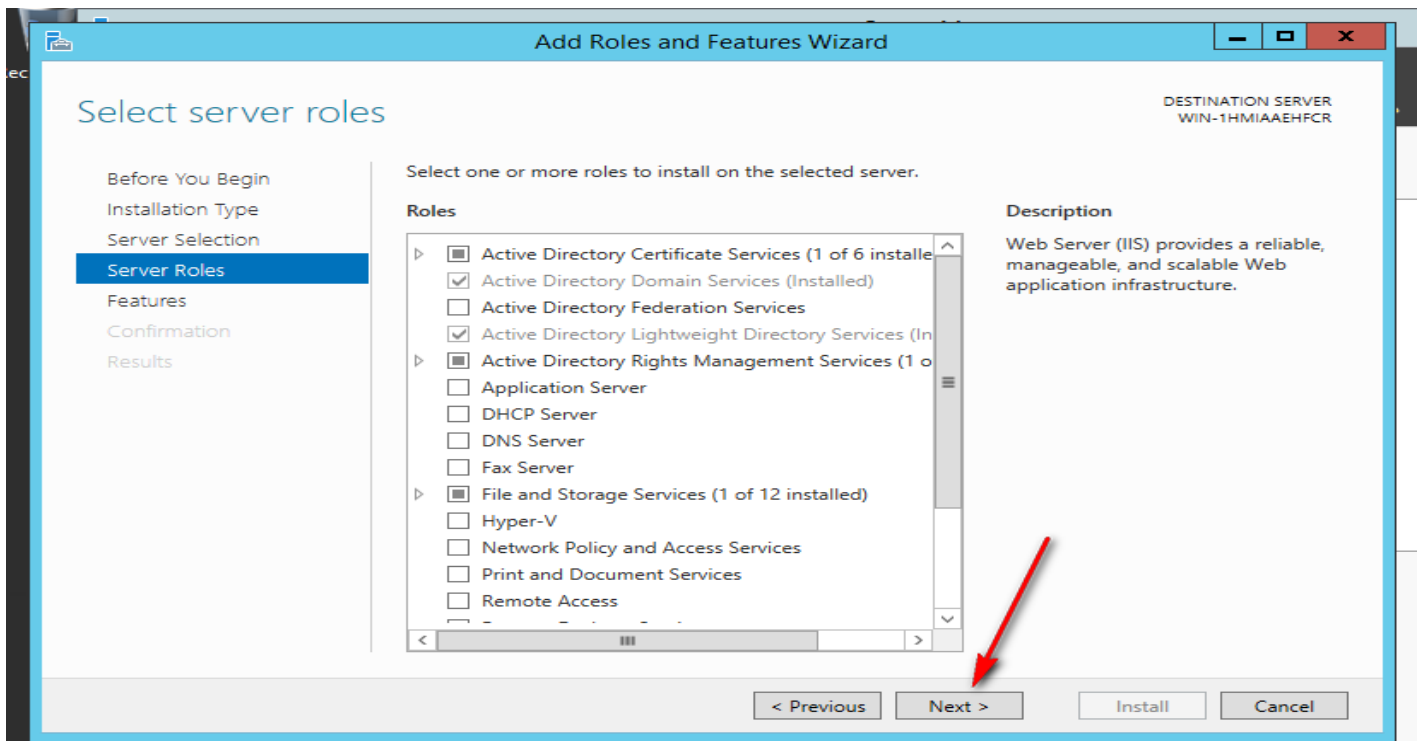 ec
Add Roles and Features Wizard
Select server roles
DESTINATION SERVER
WIN-1HMIAAEHFCR
Before You Begin
Installation Type
Server Selection
Server Roles
Features
Confirmation
Results
Select one or more roles to install on the selected server.
Roles
Active Directory Certificate Services (1 of 6 installe
Active Directory Domain Services (Installed)
Active Directory Federation Services
Active Directory Lightweight Directory Services (In
Active Directory Rights Management Services (1 o
Application Server
DHCP Server
DNS Server
Fax Server
File and Storage Services (1 of 12 installed)
Hyper-V
Network Policy and Access Services
Print and Document Services
Remote Access
Description
Web Server (IIS) provides a reliable,
manageable, and scalable Web
application infrastructure.
< Previous
Next >
Install
Cancel